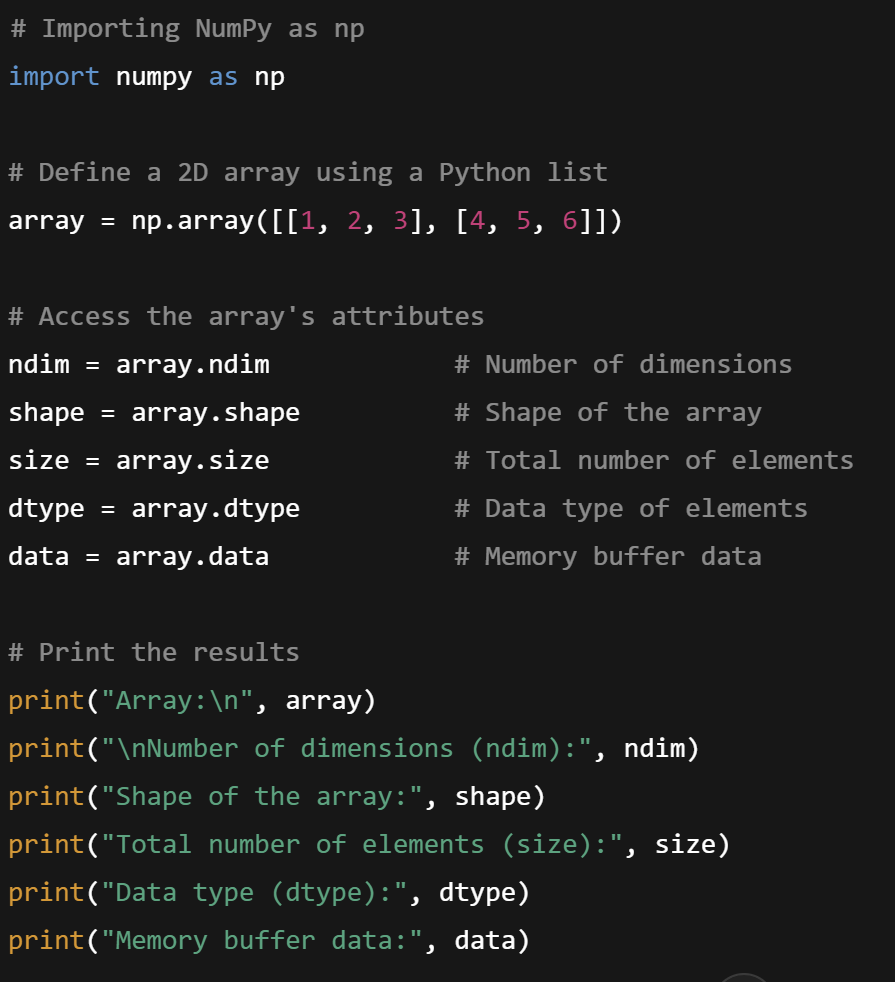 # Importing NumPy as np
import numpy as np
# Define a 2D array using a Python list
array = np.array([[1, 2, 3], [4, 5, 6]])
# Access the array's attributes
ndim = array.ndim            # Number of dimensions
shape = array.shape          # Shape of the array
size = array.size            # Total number of elements
dtype = array.dtype          # Data type of elements
data = array.data            # Memory buffer data
# Print the results
print("Array:\n", array)
print("\nNumber of dimensions (ndim):", ndim)
print("Shape of the array:", shape)
print("Total number of elements (size):", size)
print("Data type (dtype):", dtype)
print("Memory buffer data:", data)